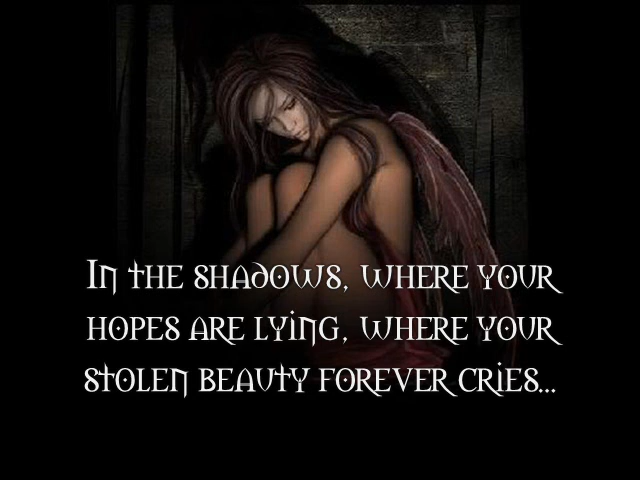 In the shadows, where your
hopes are lying, where your
stolen beauty forever cries...